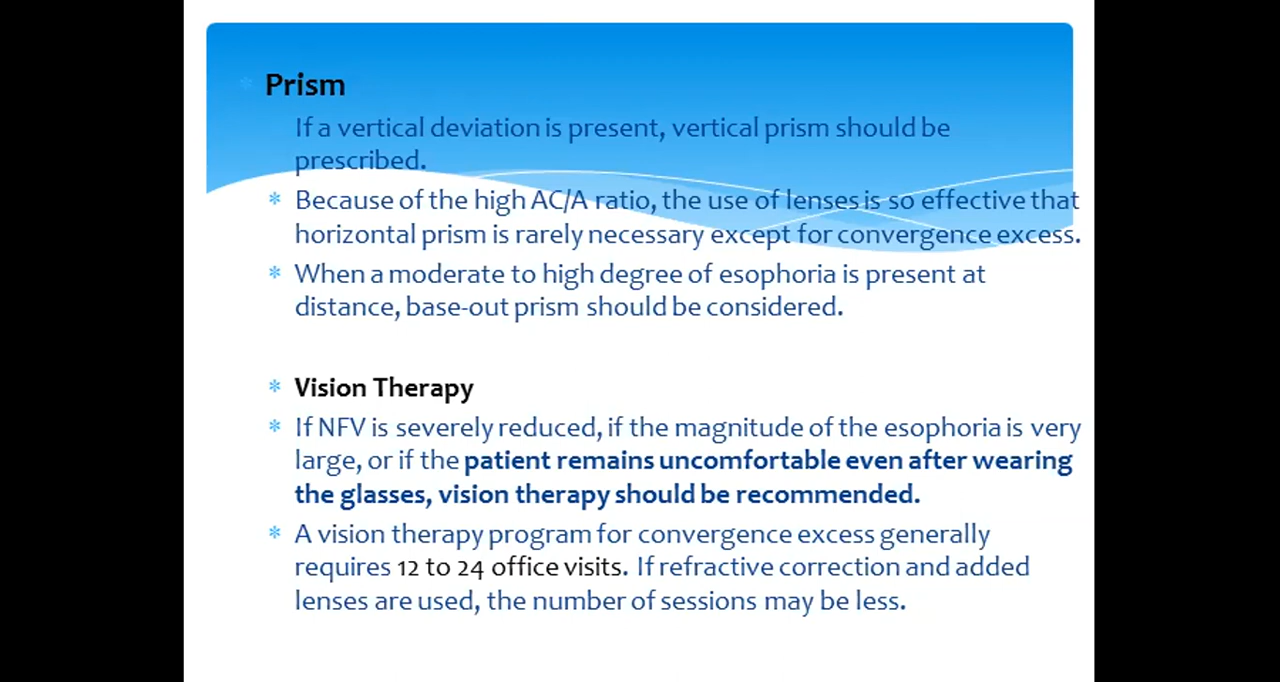 * Prism
If a vertical deviation is present, vertical prism should be
prescribed.
* Because of the high AC/A ratio, the use of lenses is so effective that
horizontal prism is rarely necessary except for convergence excess.
* When a moderate to high degree of esophoria is present at
distance, base-out prism should be considered.
* Vision Therapy
* If NFV is severely reduced, if the magnitude of the esophoria is very
large, or if the patient remains uncomfortable even after wearing
the glasses, vision therapy should be recommended.
* A vision therapy program for convergence excess generally
requires 12 to 24 office visits. If refractive correction and added
lenses are used, the number of sessions may be less.